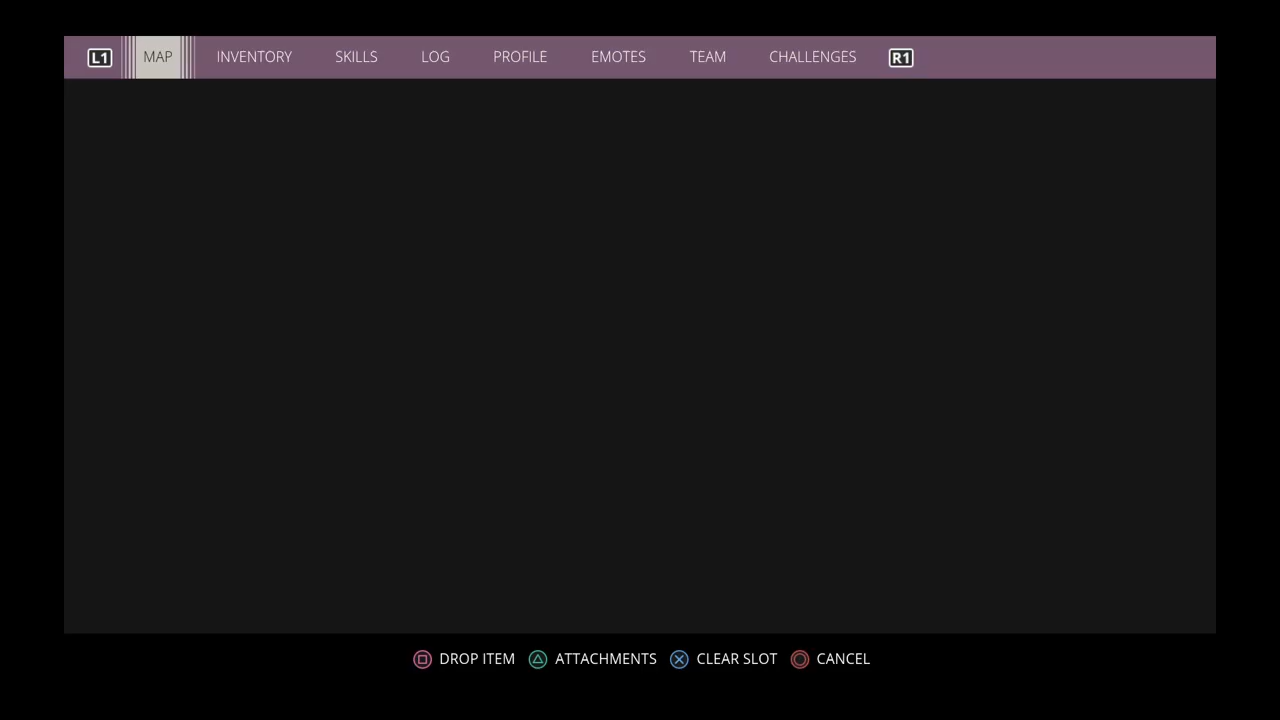 L1 MAP INVENTORY SKILLS LOG PROFILE EMOTES TEAM CHALLENGES R1
DROP ITEM ATTACHMENTS CLEAR SLOT CANCEL